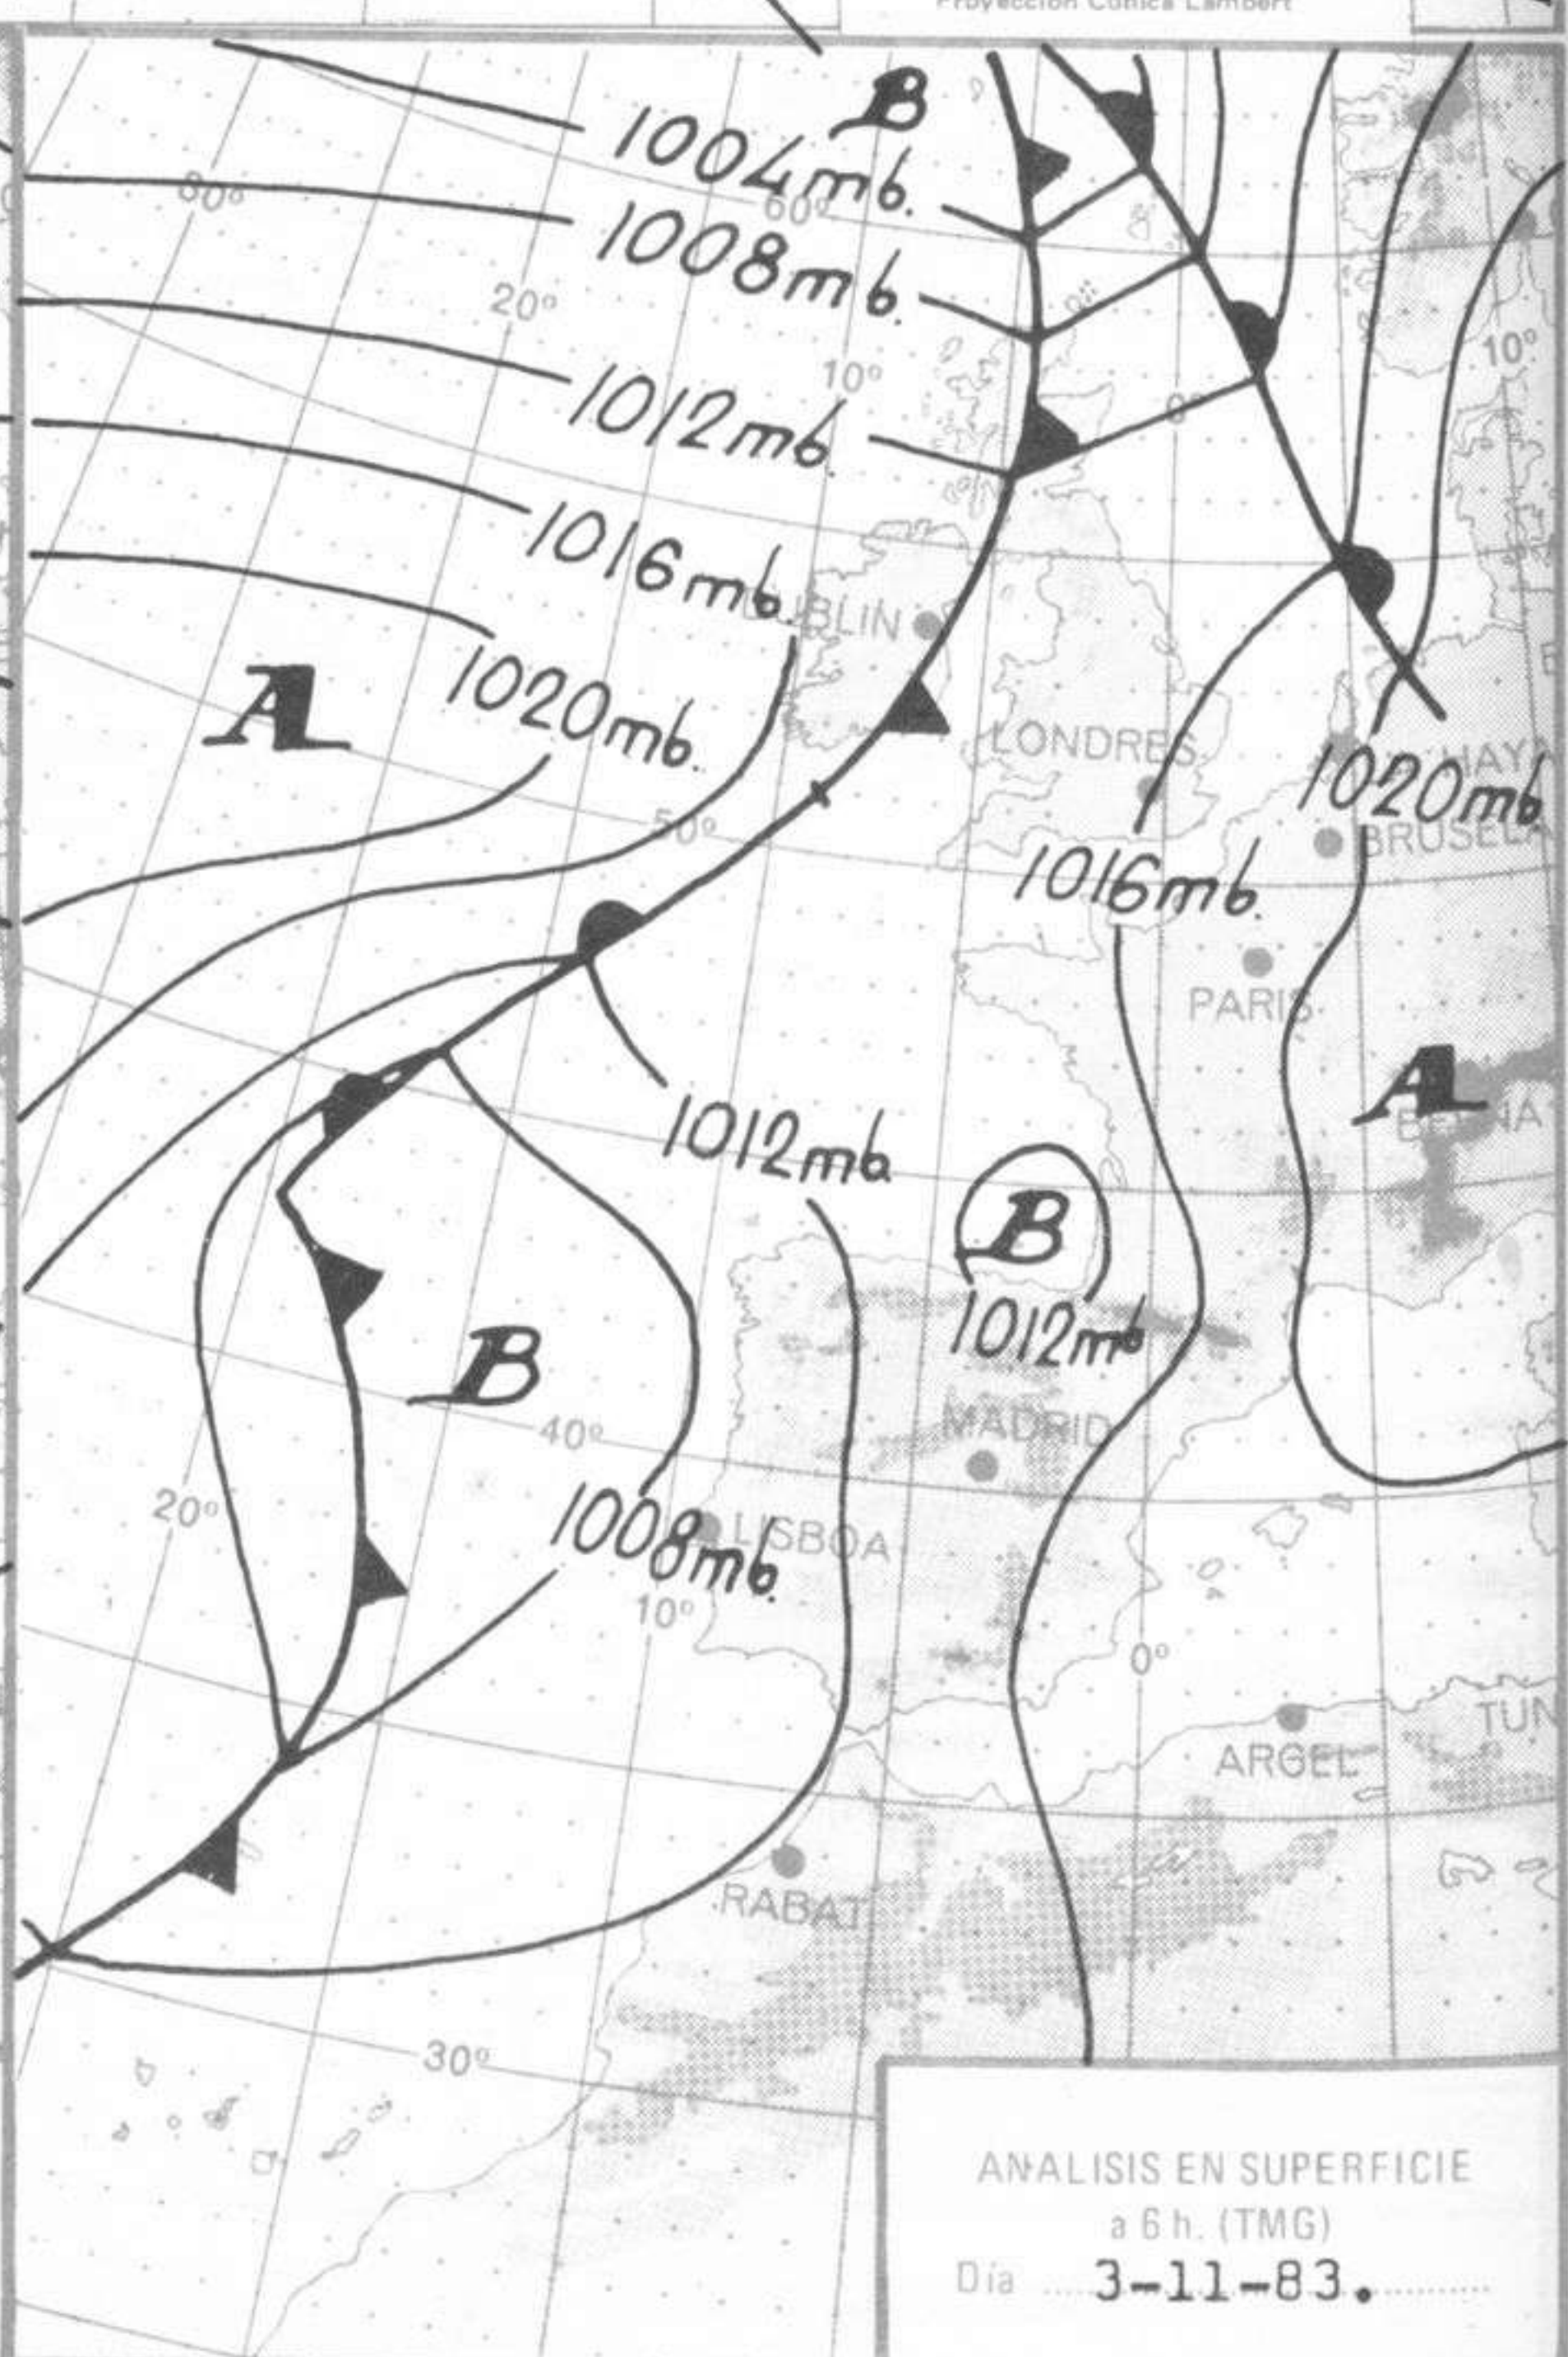 Proyección Cónica Lambert
B
1004mb.
60°
1008mb.
20°
10°
10°
0°
1012mb.
1016mb.
DUBLIN
A
1020mb.
LONDRES
1020mb
50°
BRUSELA
1016mb.
PARIS
A
1012mb
B
1012mb
B
40°
MADRID
20°
1008mb.
LISBOA
10°
0°
TUN
ARGEL
RABAT
30°
ANALISIS EN SUPERFICIE
a 6 h. (TMG)
Día 3-11-83.